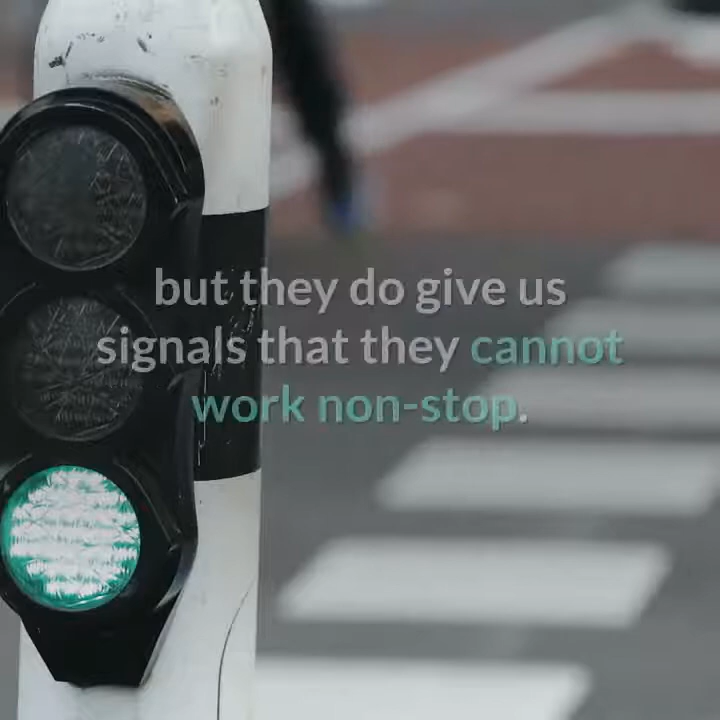 but they do give us
signals that they cannot
work non-stop.